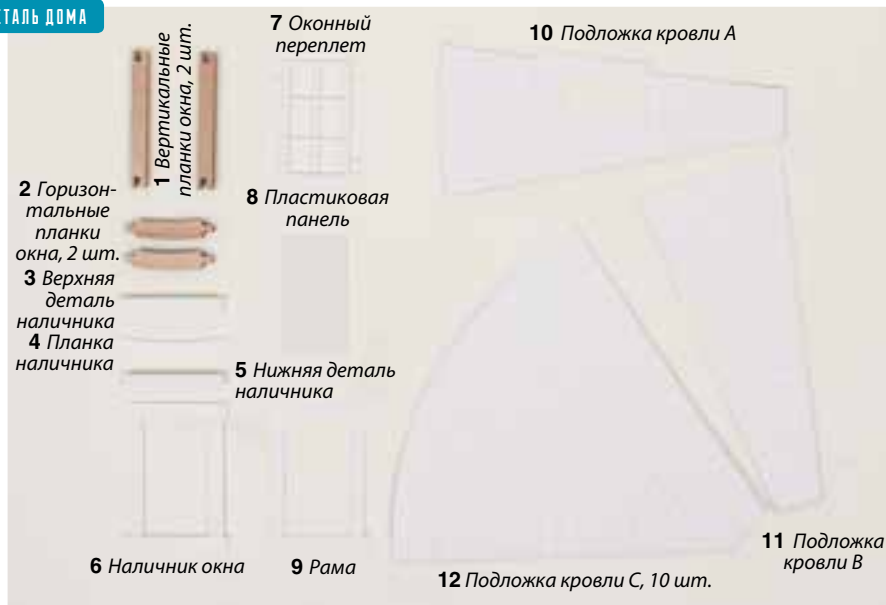 ЕТАЛЬ ДОМА
1 Вертикальные
планки окна, 2 шт.
2 Горизон-
тальные
планки
окна, 2 шт.
3 Верхняя
деталь
наличника
4 Планка
наличника
5 Нижняя деталь
наличника
6 Наличник окна
7 Оконный
переплет
8 Пластиковая
панель
9 Рама
10 Подложка кровли А
11 Подложка
кровли В
12 Подложка кровли С, 10 шт.